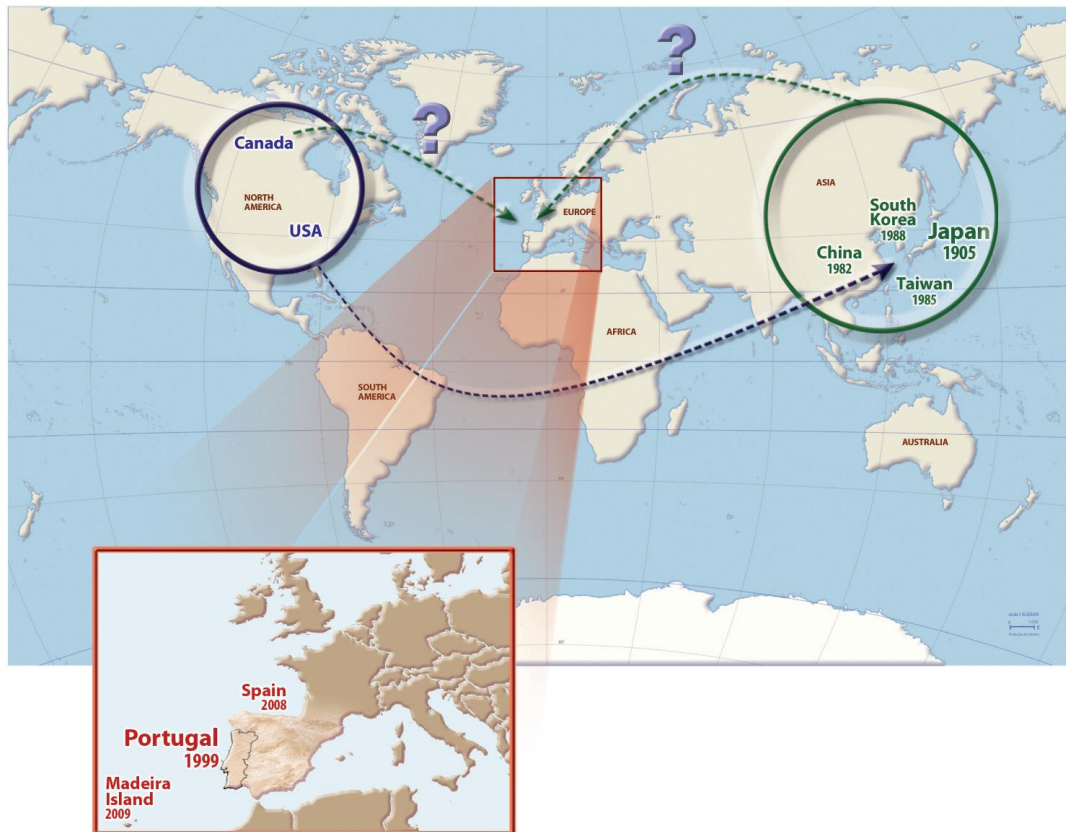 ?
?
Canada
NORTH
AMERICA
USA
EUROPE
ASIA
South
Korea
1988
Japan
1905
China
1982
Taiwan
1985
AFRICA
SOUTH
AMERICA
AUSTRALIA
Spain
2008
Portugal
1999
Madeira
Island
2009